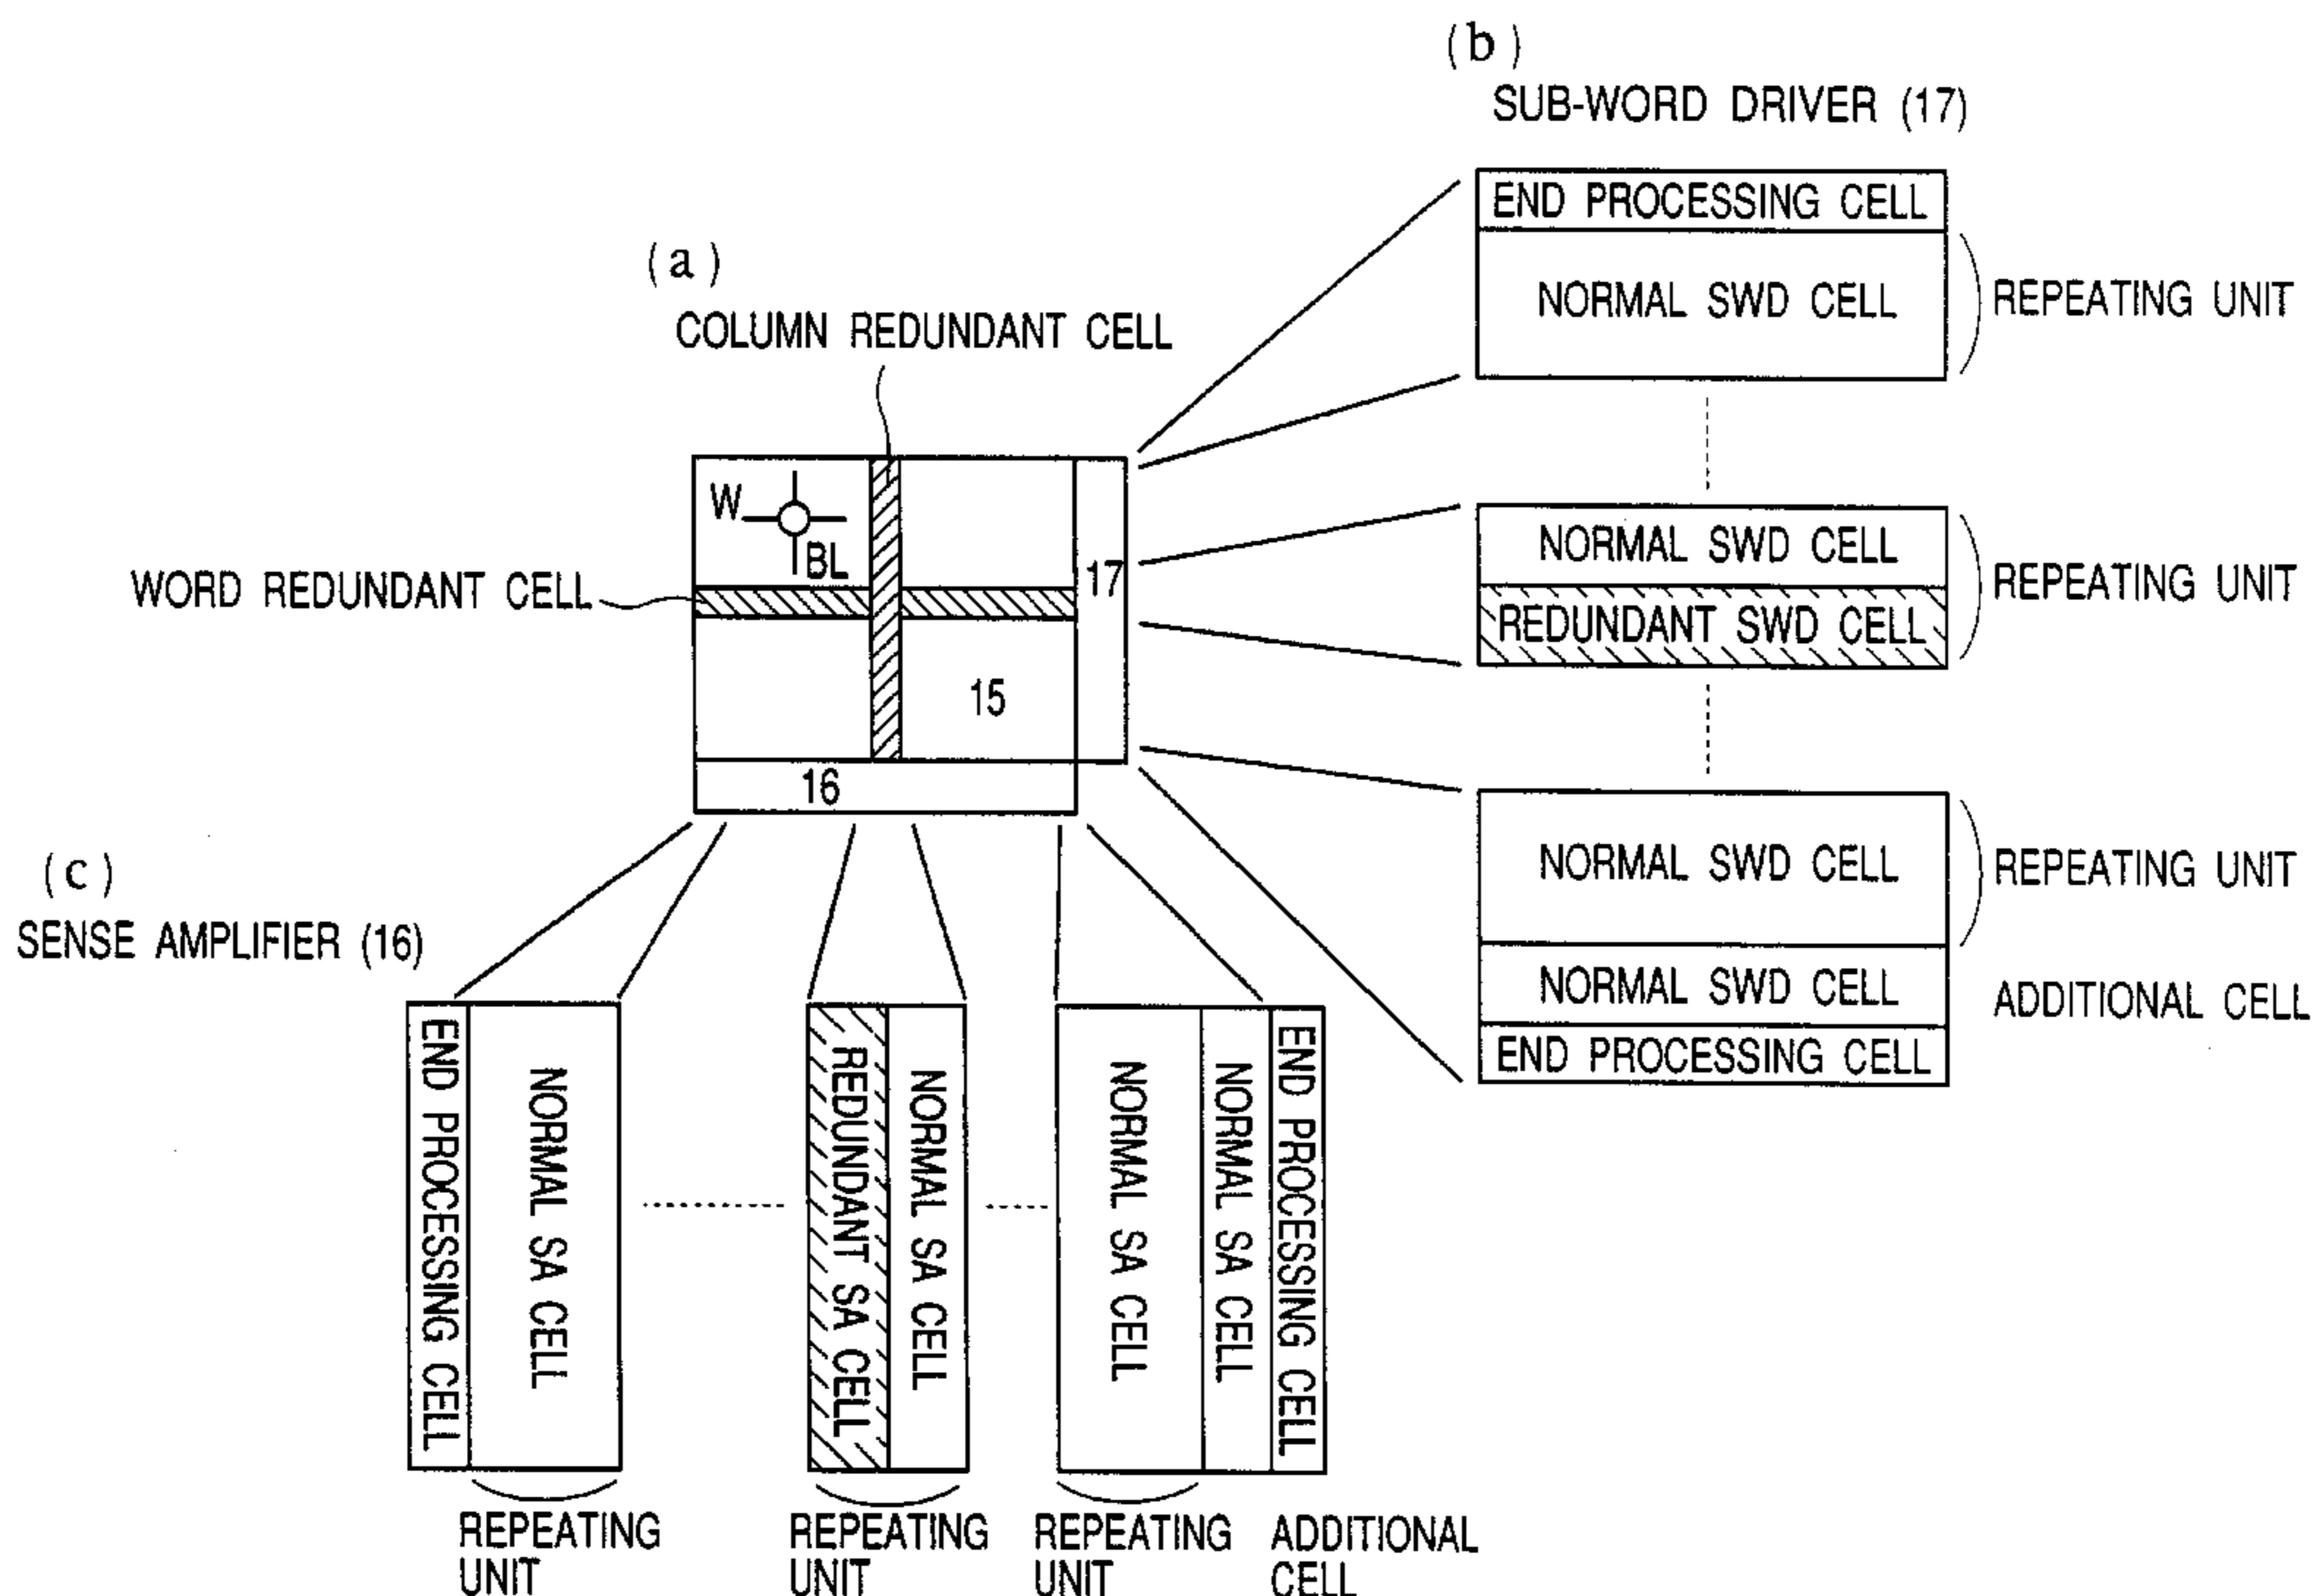 (b)
SUB-WORD DRIVER (17)
END PROCESSING CELL
NORMAL SWD CELL
REPEATING UNIT
(a)
COLUMN REDUNDANT CELL
W
BL
17
WORD REDUNDANT CELL
15
16
NORMAL SWD CELL
REDUNDANT SWD CELL
REPEATING UNIT
NORMAL SWD CELL
REPEATING UNIT
NORMAL SWD CELL
ADDITIONAL CELL
END PROCESSING CELL
(c)
SENSE AMPLIFIER (16)
END PROCESSING CELL
NORMAL SA CELL
REDUNDANT SA CELL
NORMAL SA CELL
NORMAL SA CELL
NORMAL SA CELL
END PROCESSING CELL
REPEATING
UNIT
REPEATING
UNIT
REPEATING
UNIT
ADDITIONAL
CELL